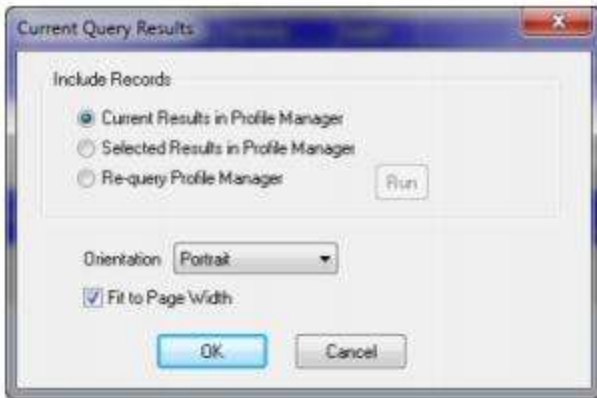 Current Query Results
Include Records
Current Results in Profile Manager
Selected Results in Profile Manager
Re-query Profile Manager
Run
Orientation Portrait
Fit to Page Width
OK Cancel